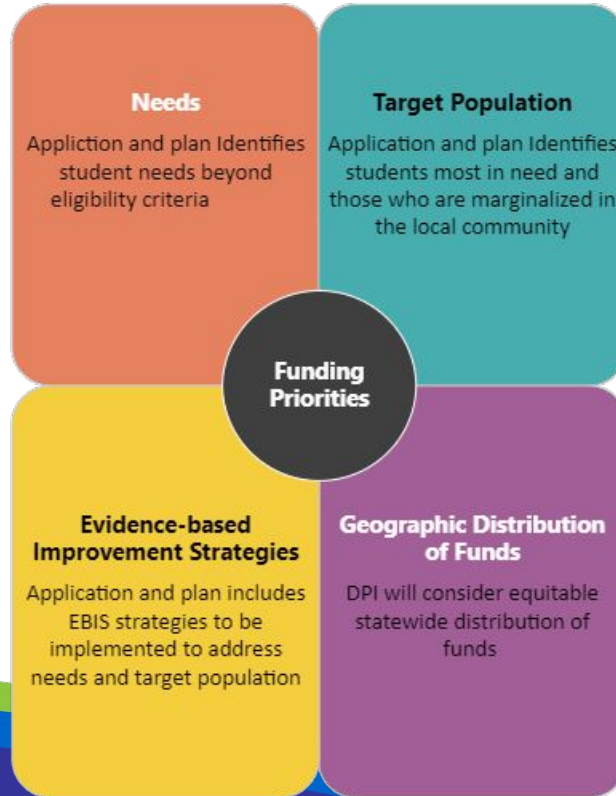 Needs
Appliction and plan Identifies
student needs beyond
eligibility criteria
Target Population
Application and plan Identifies
students most in need and
those who are marginalized in
the local community
Funding
Priorities
Evidence-based
Improvement Strategies
Application and plan includes
EBIS strategies to be
implemented to address
needs and target population
Geographic Distribution
of Funds
DPI will consider equitable
statewide distribution of
funds